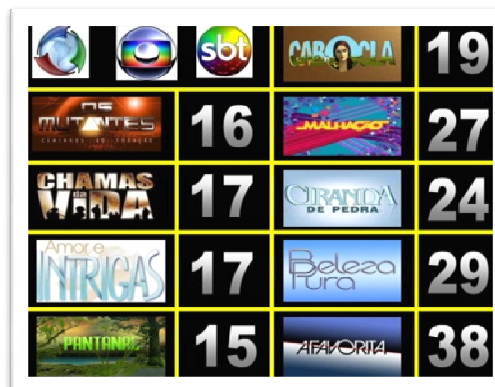 sbt CABOCLA 19
OS
MUTANTES
CAMINHOS DO CORAÇÃO
16
MALHAÇÃO 27
CHAMAS
da
VIDA
17
CIRANDA
DE PEDRA
24
Amor e
INTRIGAS
17
Beleza
Pura
29
PANTANAL 15
A FAVORITA 38